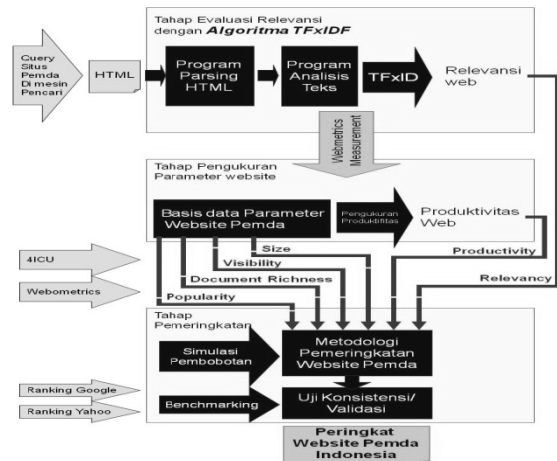 Tahap Evaluasi Relevansi
dengan Algoritma TFxIDF
Query
Situs
Pemda
Di mesin
Pencari
HTML
Program
Parsing
HTML
Program
Analisis
Teks
TFxID
Relevansi
web
Webmetrics
Measurement
Tahap Pengukuran
Parameter website
Basis data Parameter
Website Pemda
Pengukuran
Produktifitas
Produktivitas
Web
Size
Visibility
Document Richness
Popularity
Productivity
Relevancy
4ICU
Webometrics
Tahap
Pemeringkatan
Simulasi
Pembobotan
Metodologi
Pemeringkatan
Website Pemda
Ranking Google
Ranking Yahoo
Benchmarking
Uji Konsistensi/
Validasi
Peringkat
Website Pemda
Indonesia